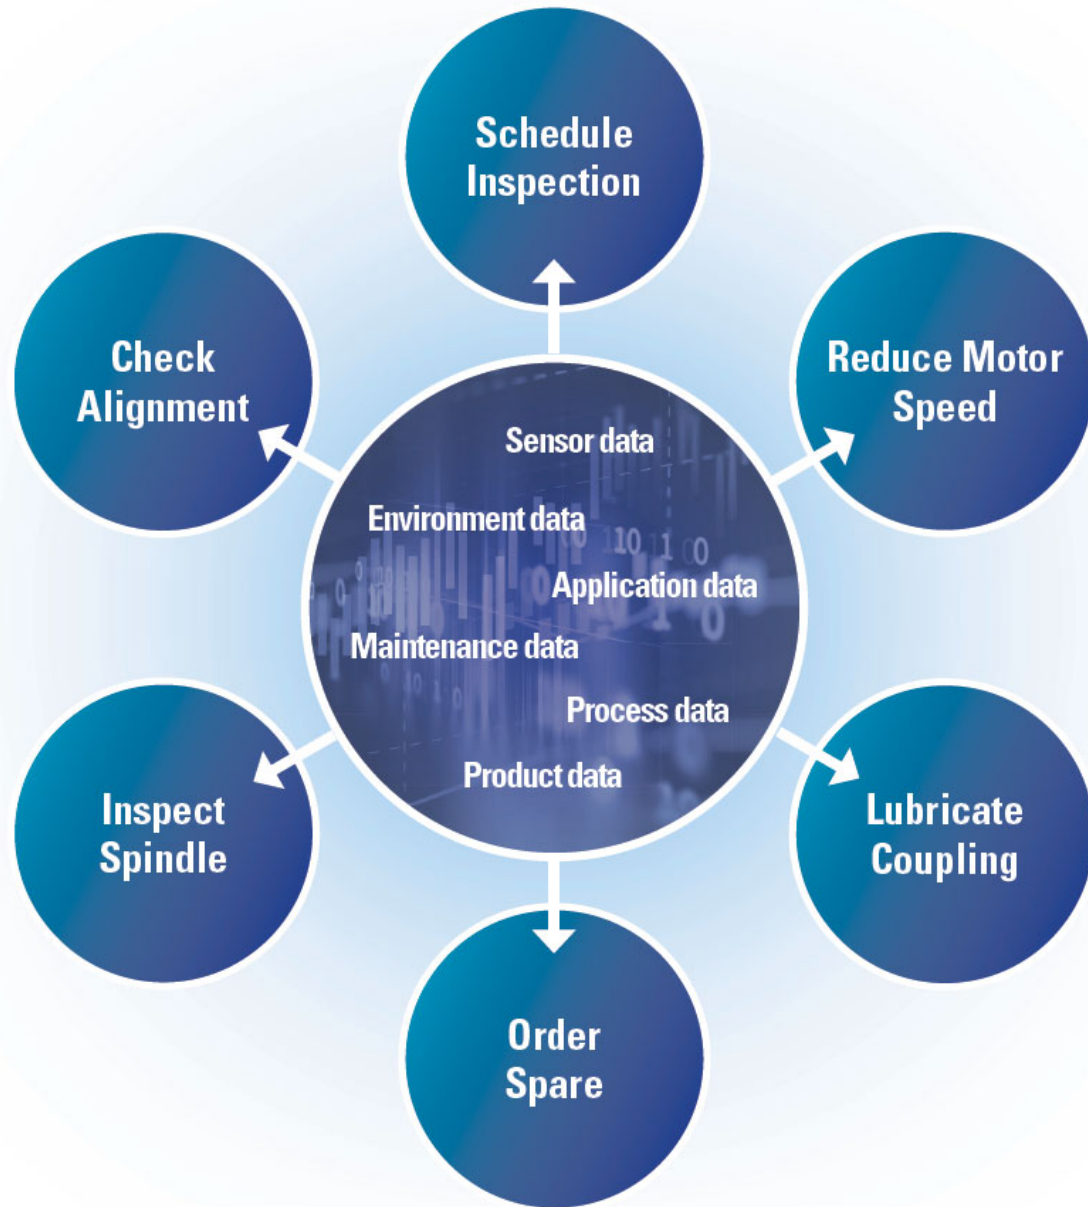 Schedule
Inspection
Check
Alignment
Reduce Motor
Speed
Sensor data
Environment data
Application data
Maintenance data
Process data
Product data
Inspect
Spindle
Lubricate
Coupling
Order
Spare